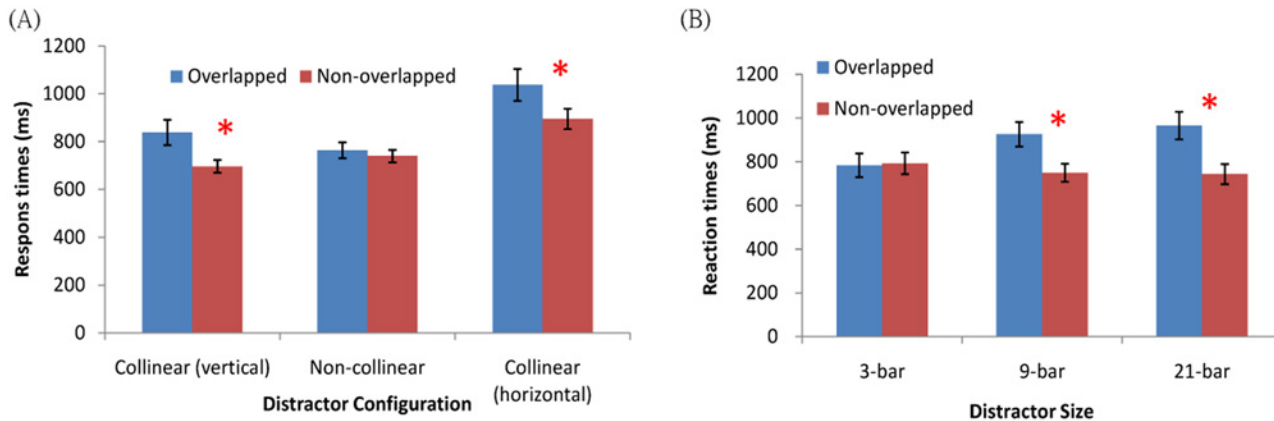 (A)
1200
1000
800
600
400
200
0
Respons times (ms)
Overlapped Non-overlapped
*
*
Collinear (vertical) Non-collinear Collinear
(horizontal)
Distractor Configuration
(B)
1200
1000
800
600
400
200
0
Reaction times (ms)
Overlapped
Non-overlapped
*
*
3-bar 9-bar 21-bar
Distractor Size